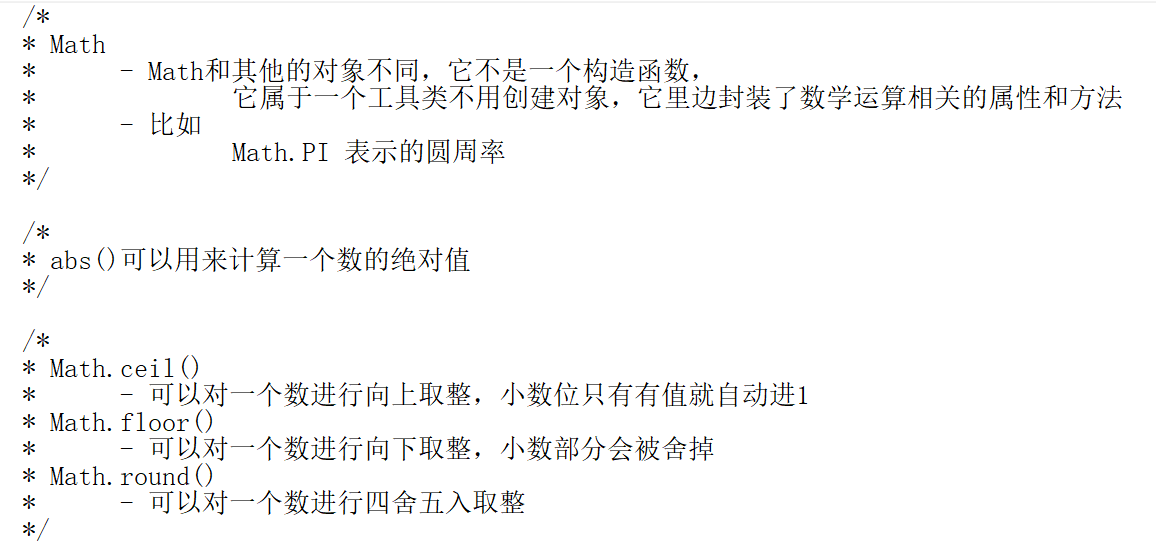 /*
* Math
*      - Math和其他的对象不同，它不是一个构造函数，
*              它属于一个工具类不用创建对象，它里边封装了数学运算相关的属性和方法
*      - 比如
*              Math.PI 表示的圆周率
*/

/*
* abs()可以用来计算一个数的绝对值
*/

/*
* Math.ceil()
*      - 可以对一个数进行向上取整，小数位只有有值就自动进1
* Math.floor()
*      - 可以对一个数进行向下取整，小数部分会被舍掉
* Math.round()
*      - 可以对一个数进行四舍五入取整
*/